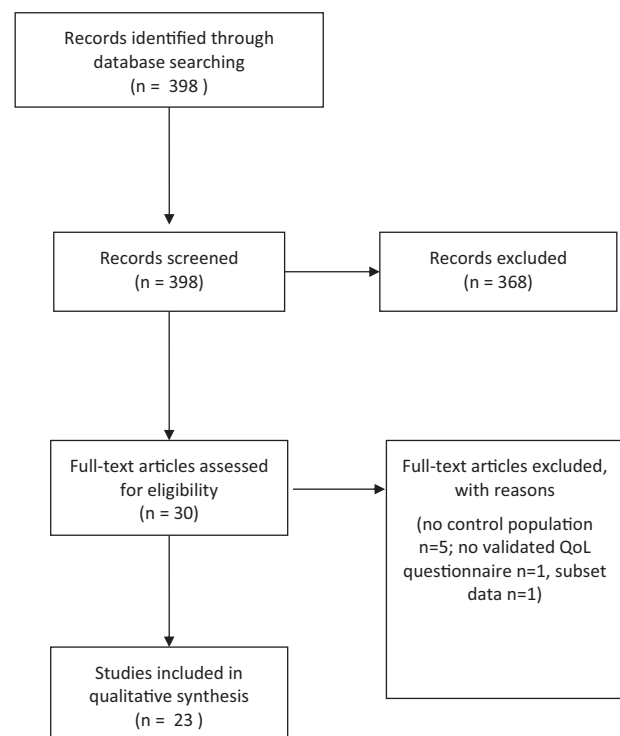 Records identified through
database searching
(n = 398 )
Records screened
(n = 398)
Records excluded
(n = 368)
Full-text articles assessed
for eligibility
(n = 30)
Full-text articles excluded,
with reasons
(no control population
n=5; no validated QoL
questionnaire n=1, subset
data n=1)
Studies included in
qualitative synthesis
(n = 23 )